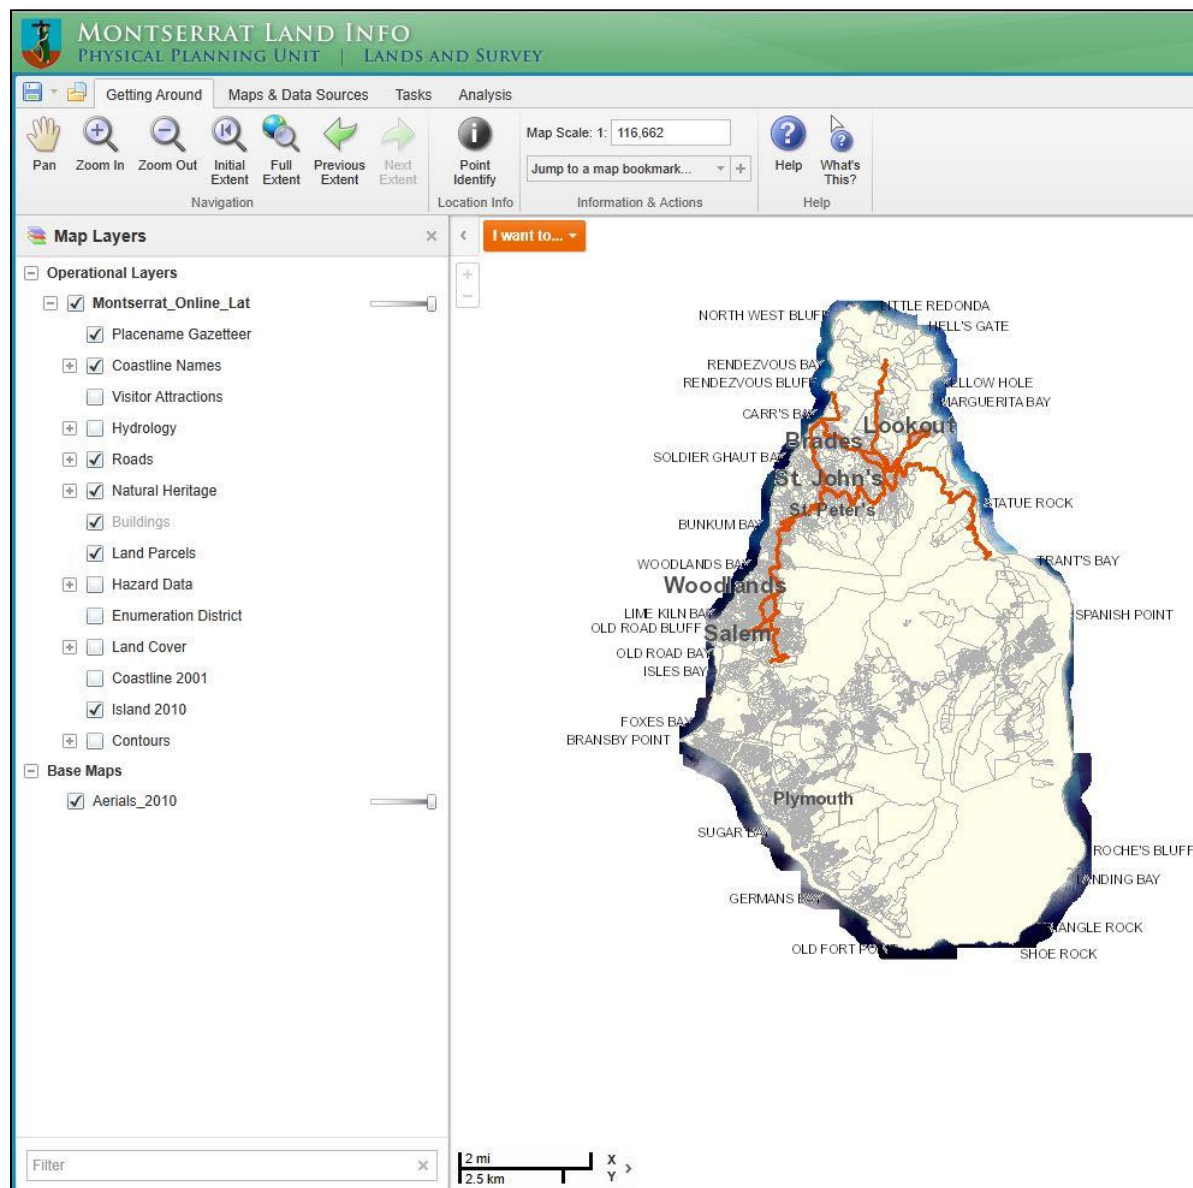 MONTSERRAT LAND INFO
PHYSICAL PLANNING UNIT | LANDS AND SURVEY
Getting Around Maps & Data Sources Tasks Analysis
Pan
Zoom In
Zoom Out
Initial Extent
Full Extent
Previous Extent
Next Extent
Navigation
Point Identify
Location Info
Map Scale: 1: 116,662
Jump to a map bookmark...
Information & Actions
Help
What's This?
Help
Map Layers
Operational Layers
Montserrat_Online_Lat
Placename Gazetteer
Coastline Names
Visitor Attractions
Hydrology
Roads
Natural Heritage
Buildings
Land Parcels
Hazard Data
Enumeration District
Land Cover
Coastline 2001
Island 2010
Contours
Base Maps
Aerials_2010
Filter
I want to...
LITTLE REDONDA
NORTH WEST BLUFF
HELL'S GATE
RENDEZVOUS BAY
RENDEZVOUS BLUFF
YELLOW HOLE
MARGUERITA BAY
CARR'S BAY
Lookout
Brades
SOLDIER GHAUT BAY
St. John's
STATUE ROCK
St. Peter's
BUNKUM BAY
WOODLANDS BAY
TRANT'S BAY
Woodlands
LIME KILN BAY
SPANISH POINT
OLD ROAD BLUFF
Salem
OLD ROAD BAY
ISLES BAY
FOXES BAY
BRANSBY POINT
Plymouth
SUGAR BAY
ROCHE'S BLUFF
LANDING BAY
GERMANS BAY
ANGLE ROCK
OLD FORT POINT
SHOE ROCK
2 mi
2.5 km
X
Y